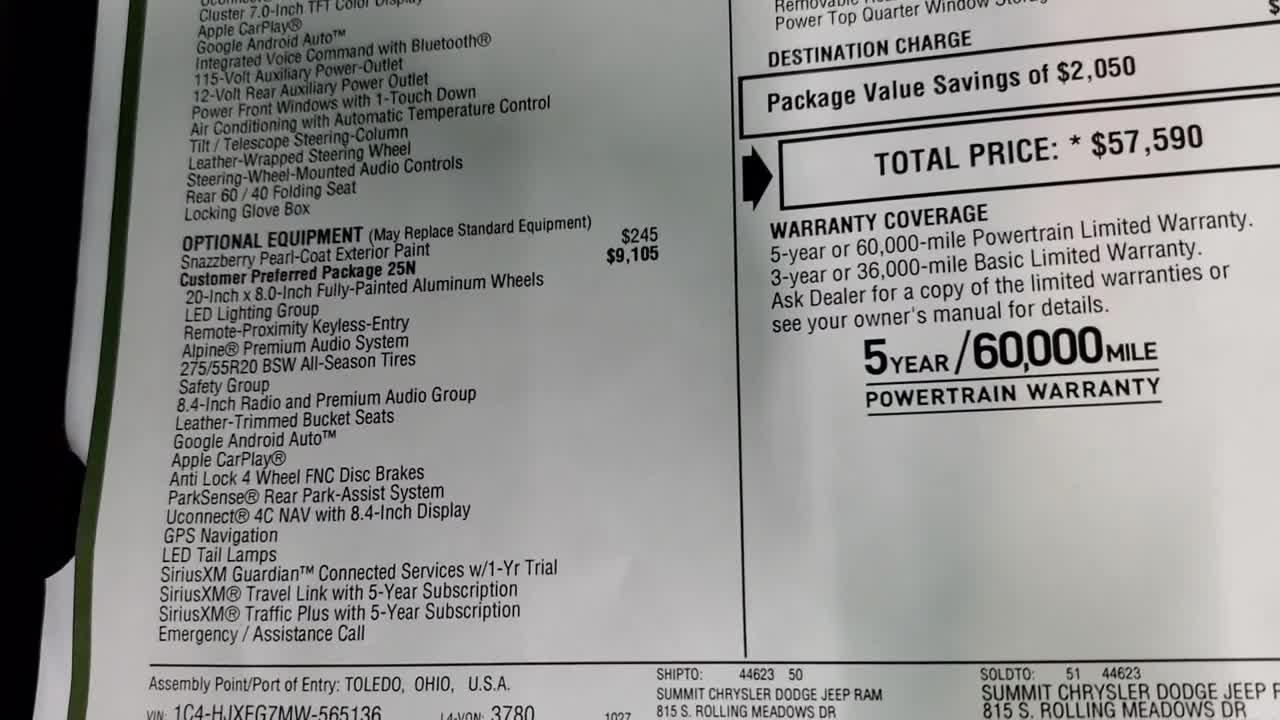 Cluster 7.0-Inch TFT Color Display
Apple CarPlay®
Google Android Auto™
Integrated Voice Command with Bluetooth®
115-Volt Auxiliary Power-Outlet
12-Volt Rear Auxiliary Power Outlet
Power Front Windows with 1-Touch Down
Air Conditioning with Automatic Temperature Control
Tilt / Telescope Steering-Column
Leather-Wrapped Steering Wheel
Steering-Wheel-Mounted Audio Controls
Rear 60 / 40 Folding Seat
Locking Glove Box
OPTIONAL EQUIPMENT (May Replace Standard Equipment)
Snazzberry Pearl-Coat Exterior Paint $245
Customer Preferred Package 25N $9,105
20-Inch x 8.0-Inch Fully-Painted Aluminum Wheels
LED Lighting Group
Remote-Proximity Keyless-Entry
Alpine® Premium Audio System
275/55R20 BSW All-Season Tires
Safety Group
8.4-Inch Radio and Premium Audio Group
Leather-Trimmed Bucket Seats
Google Android Auto™
Apple CarPlay®
Anti Lock 4 Wheel FNC Disc Brakes
ParkSense® Rear Park-Assist System
Uconnect® 4C NAV with 8.4-Inch Display
GPS Navigation
LED Tail Lamps
SiriusXM Guardian™ Connected Services w/1-Yr Trial
SiriusXM® Travel Link with 5-Year Subscription
SiriusXM® Traffic Plus with 5-Year Subscription
Emergency / Assistance Call
Removable
Power Top Quarter Window
DESTINATION CHARGE
Package Value Savings of $2,050
TOTAL PRICE: * $57,590
WARRANTY COVERAGE
5-year or 60,000-mile Powertrain Limited Warranty.
3-year or 36,000-mile Basic Limited Warranty.
Ask Dealer for a copy of the limited warranties or
see your owner's manual for details.
5 YEAR / 60,000 MILE
POWERTRAIN WARRANTY
Assembly Point/Port of Entry: TOLEDO, OHIO, U.S.A.
VIN: 1C4-HJXEG7MW-565136 L4-VON: 3780 1027
SHIPTO: 44623 50
SUMMIT CHRYSLER DODGE JEEP RAM
815 S. ROLLING MEADOWS DR
SOLDTO: 51 44623
SUMMIT CHRYSLER DODGE JEEP
815 S. ROLLING MEADOWS DR